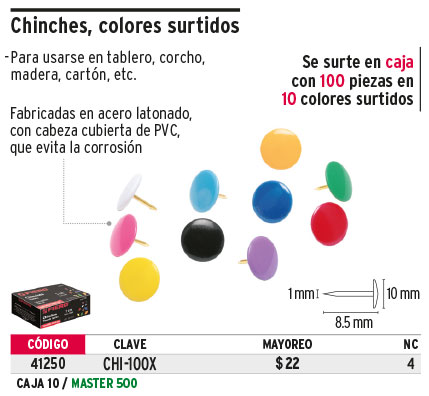 Chinches, colores surtidos
-Para usarse en tablero, corcho,
madera, cartón, etc.
Se surte en caja
con 100 piezas en
10 colores surtidos
Fabricadas en acero latonado,
con cabeza cubierta de PVC,
que evita la corrosión
1 mm
10 mm
8.5 mm
CÓDIGO CLAVE MAYOREO NC
41250 CHI-100X $ 22 4
CAJA 10 / MASTER 500